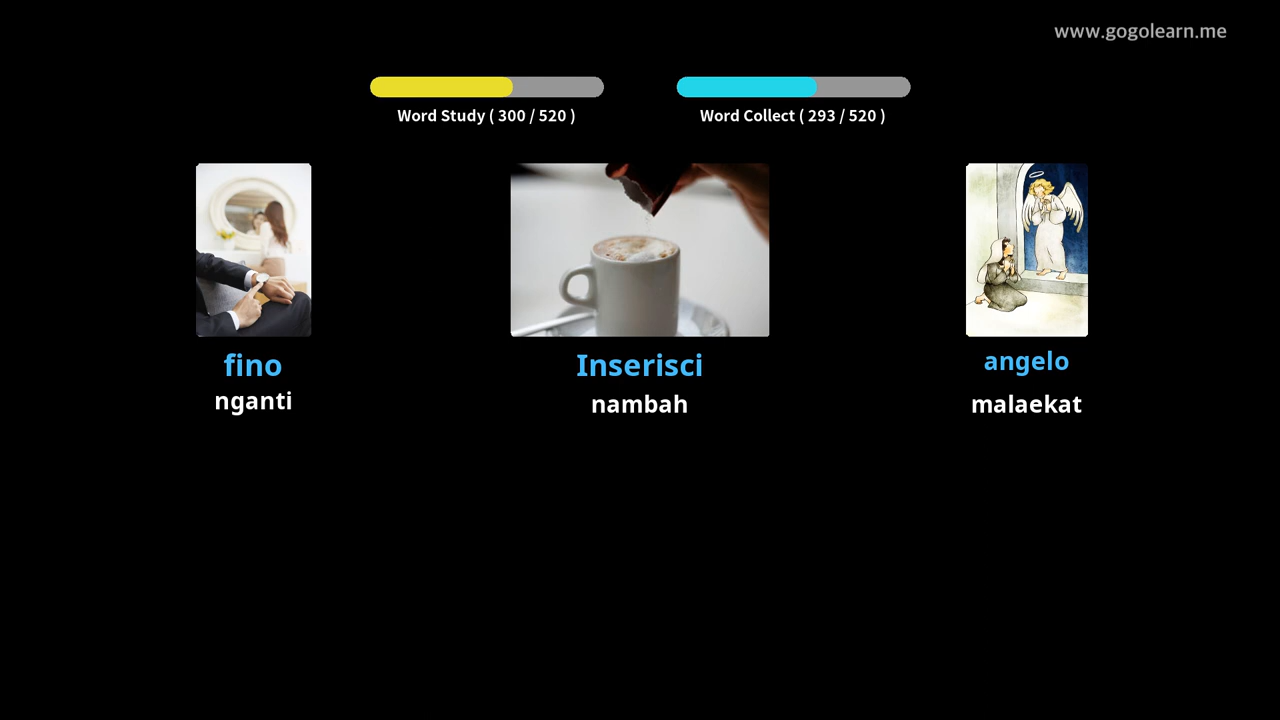 www.gogolearn.me
Word Study ( 300 / 520 )
Word Collect ( 293 / 520 )
fino
nganti
Inserisci
nambah
angelo
malaekat